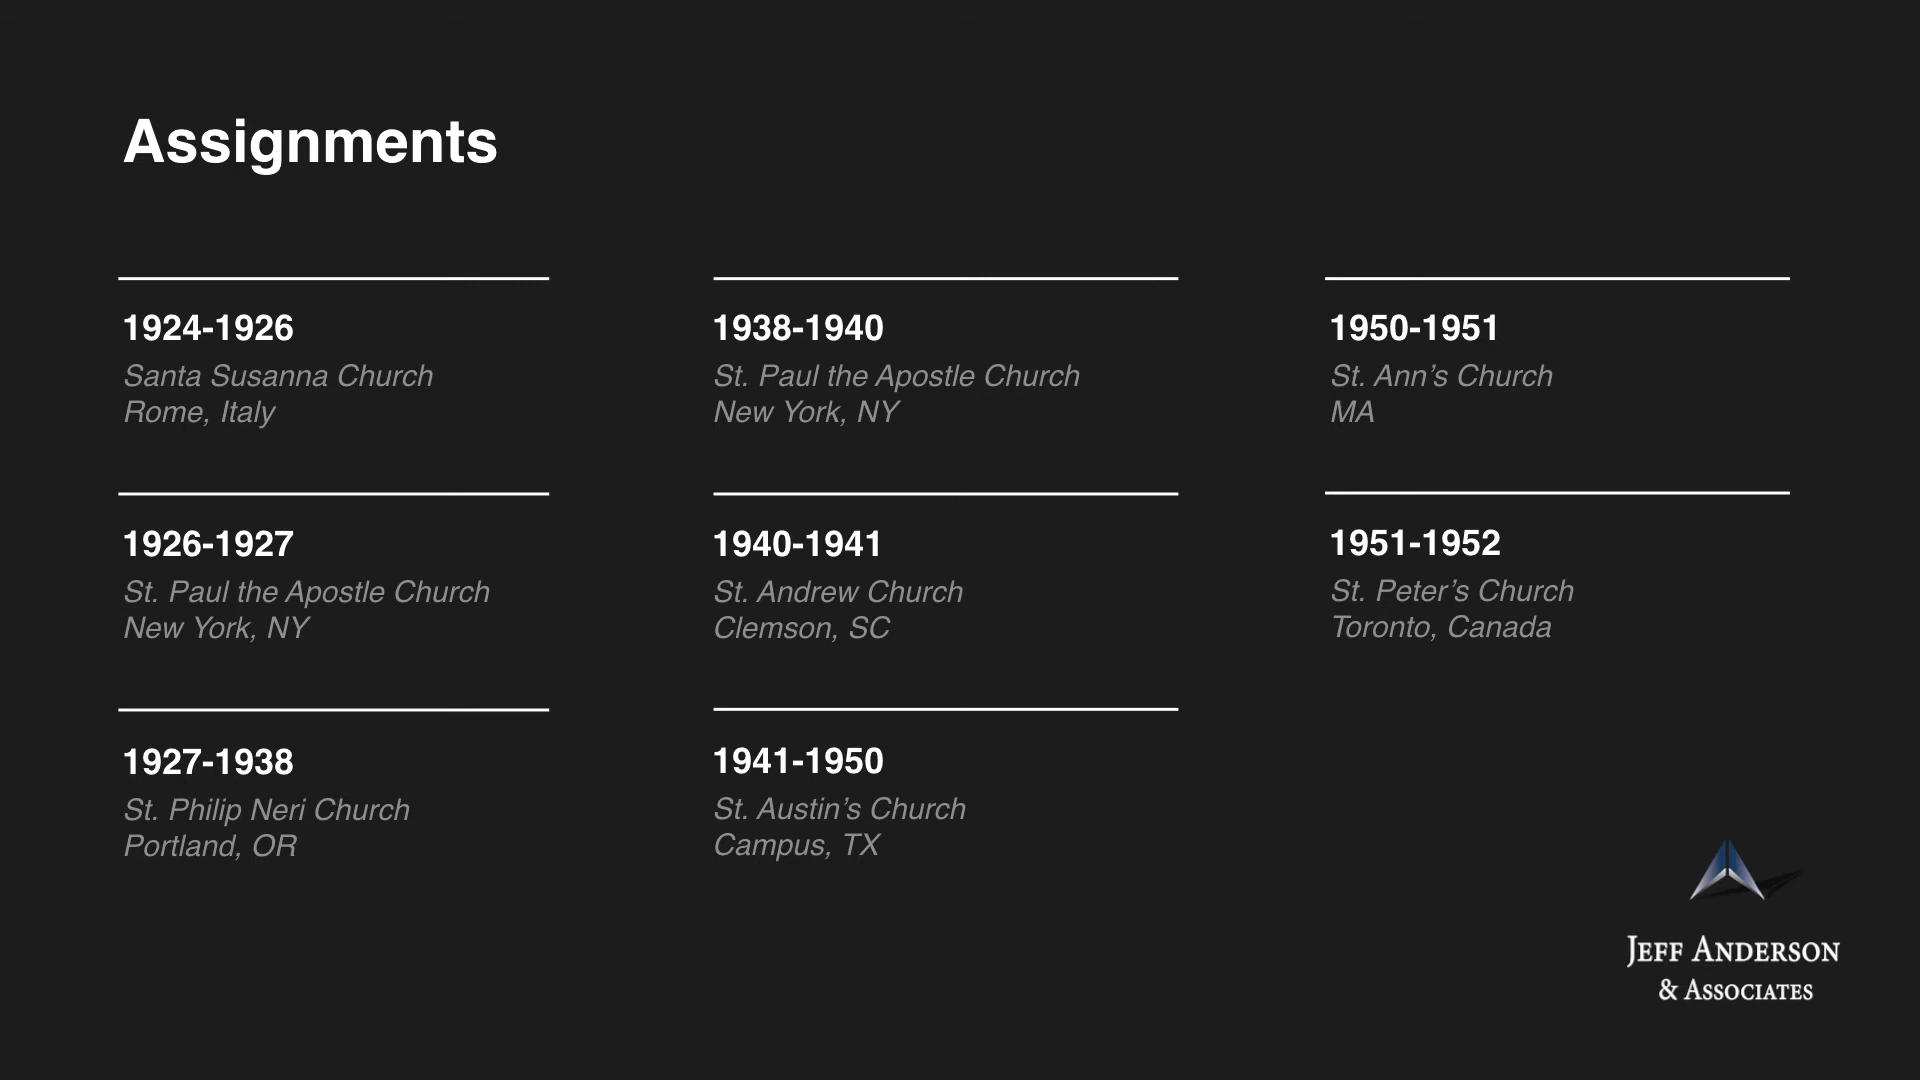 Assignments
1924-1926
Santa Susanna Church
Rome, Italy
1926-1927
St. Paul the Apostle Church
New York, NY
1927-1938
St. Philip Neri Church
Portland, OR
1938-1940
St. Paul the Apostle Church
New York, NY
1940-1941
St. Andrew Church
Clemson, SC
1941-1950
St. Austin’s Church
Campus, TX
1950-1951
St. Ann’s Church
MA
1951-1952
St. Peter’s Church
Toronto, Canada
JEFF ANDERSON
& ASSOCIATES